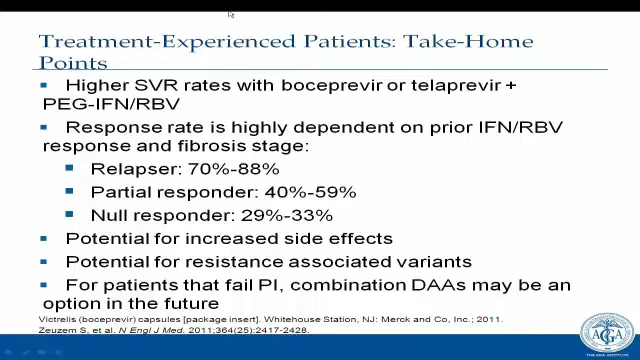 Treatment-Experienced Patients: Take-Home
Points
Higher SVR rates with boceprevir or telaprevir +
PEG-IFN/RBV
Response rate is highly dependent on prior IFN/RBV
response and fibrosis stage:
Relapser: 70%-88%
Partial responder: 40%-59%
Null responder: 29%-33%
Potential for increased side effects
Potential for resistance associated variants
For patients that fail PI, combination DAAs may be an
option in the future
Victrelis (boceprevir) capsules [package insert]. Whitehouse Station, NJ: Merck and Co, Inc.; 2011.
Zeuzem S, et al. N Engl J Med. 2011;364(25):2417-2428.
AGA
THE AGA INSTITUTE